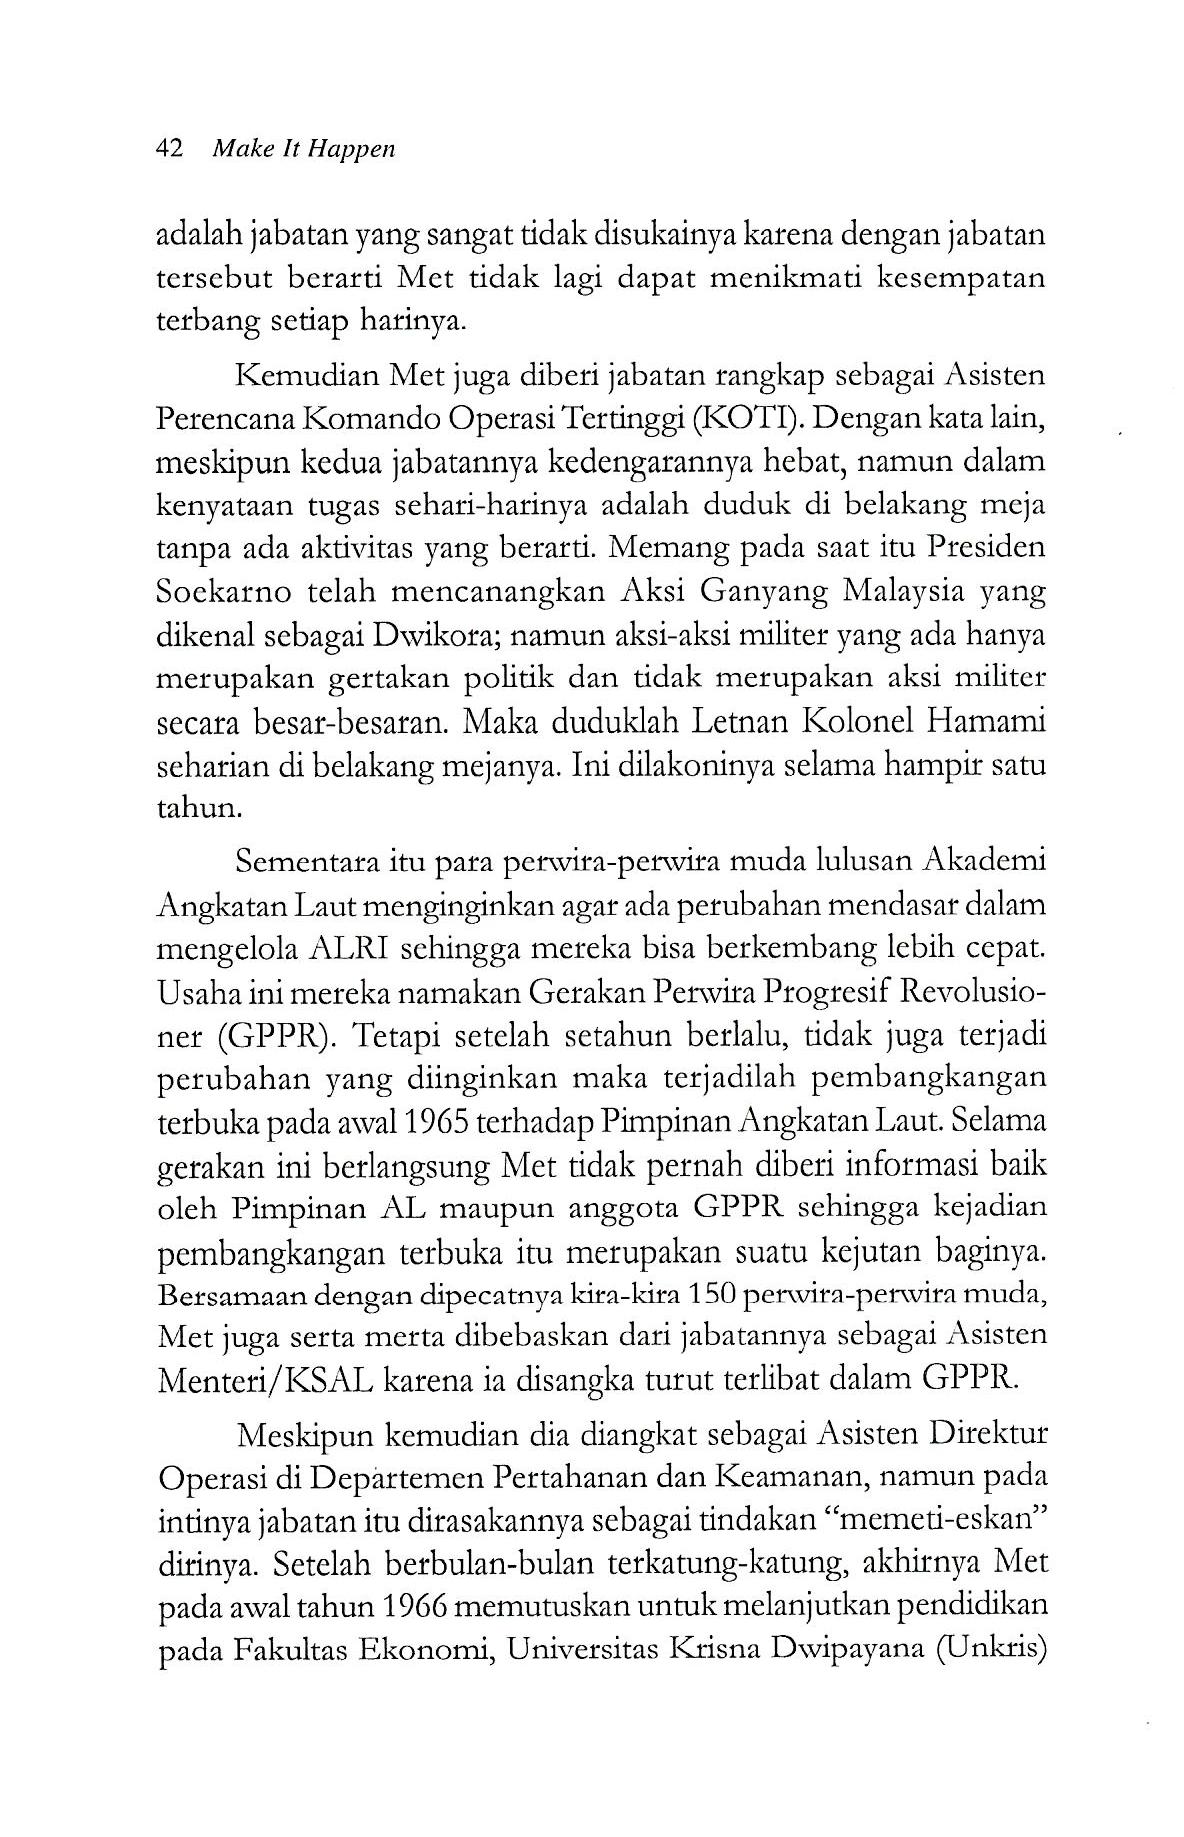 42 Make It Happen
adalah jabatan yang sangat tidak disukainya karena dengan jabatan
tersebut berarti Met tidak lagi dapat menikmati kesempatan
terbang setiap harinya.
Kemudian Met juga diberi jabatan rangkap sebagai Asisten
Perencana Komando Operasi Tertinggi (KOTI). Dengan kata lain,
meskipun kedua jabatannya kedengarannya hebat, namun dalam
kenyataan tugas sehari-harinya adalah duduk di belakang meja
tanpa ada aktivitas yang berarti. Memang pada saat itu Presiden
Soekarno telah mencanangkan Aksi Ganyang Malaysia yang
dikenal sebagai Dwikora; namun aksi-aksi militer yang ada hanya
merupakan gertakan politik dan tidak merupakan aksi militer
secara besar-besaran. Maka duduklah Letnan Kolonel Hamami
seharian di belakang mejanya. Ini dilakoninya selama hampir satu
tahun.
Sementara itu para perwira-perwira muda lulusan Akademi
Angkatan Laut menginginkan agar ada perubahan mendasar dalam
mengelola ALRI sehingga mereka bisa berkembang lebih cepat.
Usaha ini mereka namakan Gerakan Perwira Progresif Revolusio-
ner (GPPR). Tetapi setelah setahun berlalu, tidak juga terjadi
perubahan yang diinginkan maka terjadilah pembangkangan
terbuka pada awal 1965 terhadap Pimpinan Angkatan Laut. Selama
gerakan ini berlangsung Met tidak pernah diberi informasi baik
oleh Pimpinan AL maupun anggota GPPR sehingga kejadian
pembangkangan terbuka itu merupakan suatu kejutan baginya.
Bersamaan dengan dipecatnya kira-kira 150 perwira-perwira muda,
Met juga serta merta dibebaskan dari jabatannya sebagai Asisten
Menteri/KSAL karena ia disangka turut terlibat dalam GPPR.
Meskipun kemudian dia diangkat sebagai Asisten Direktur
Operasi di Departemen Pertahanan dan Keamanan, namun pada
intinya jabatan itu dirasakannya sebagai tindakan “memeti-eskan”
dirinya. Setelah berbulan-bulan terkatung-katung, akhirnya Met
pada awal tahun 1966 memutuskan untuk melanjutkan pendidikan
pada Fakultas Ekonomi, Universitas Krisna Dwipayana (Unkris)